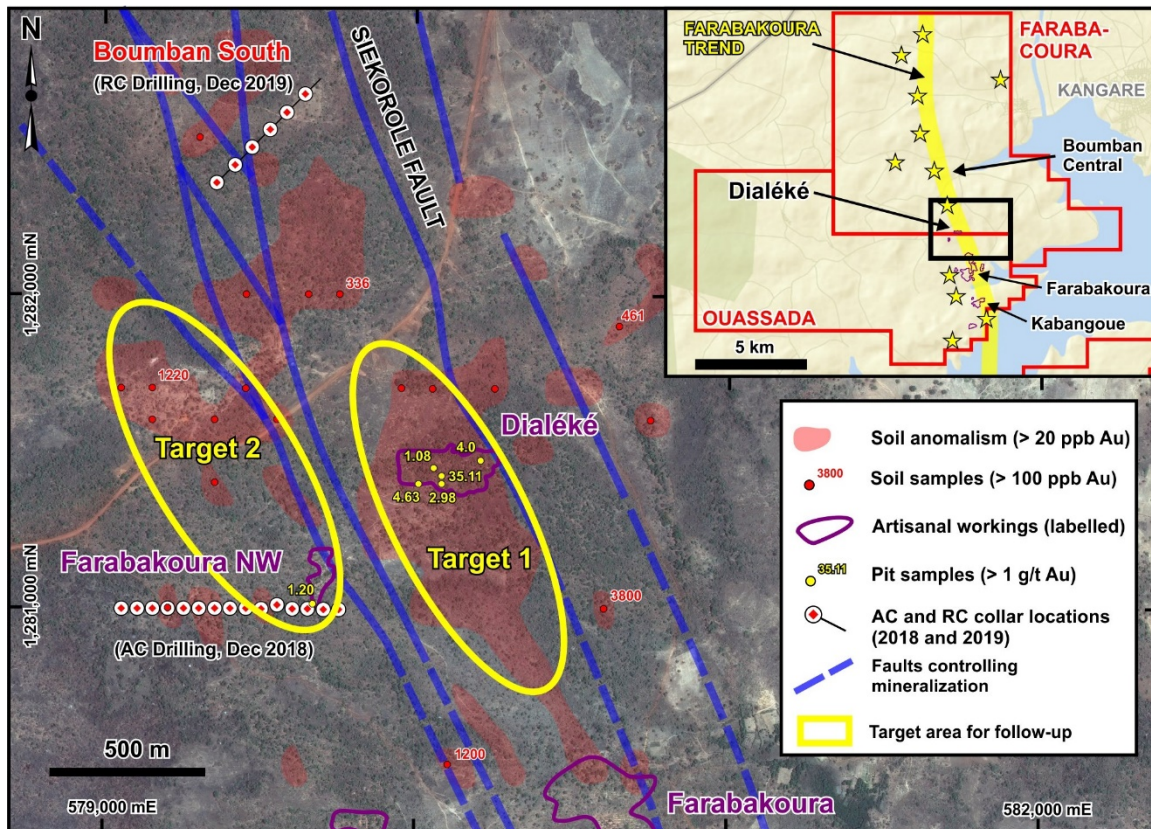 N
Boumban South
(RC Drilling, Dec 2019)
SIEKOROLE FAULT
336
461
1220
Target 2
Dialéké
4.0
1.08
35.11
4.63
2.98
Target 1
Farabakoura NW
1.20
(AC Drilling, Dec 2018)
3800
1200
Farabakoura
500 m
1,282,000 mN
1,281,000 mN
579,000 mE
582,000 mE
FARABAKOURA
TREND
FARABA-
COURA
KANGARE
Boumban
Central
Dialéké
Farabakoura
Kabangoue
OUASSADA
5 km
Soil anomalism (> 20 ppb Au)
3800
Soil samples (> 100 ppb Au)
Artisanal workings (labelled)
35.11
Pit samples (> 1 g/t Au)
AC and RC collar locations
(2018 and 2019)
Faults controlling
mineralization
Target area for follow-up